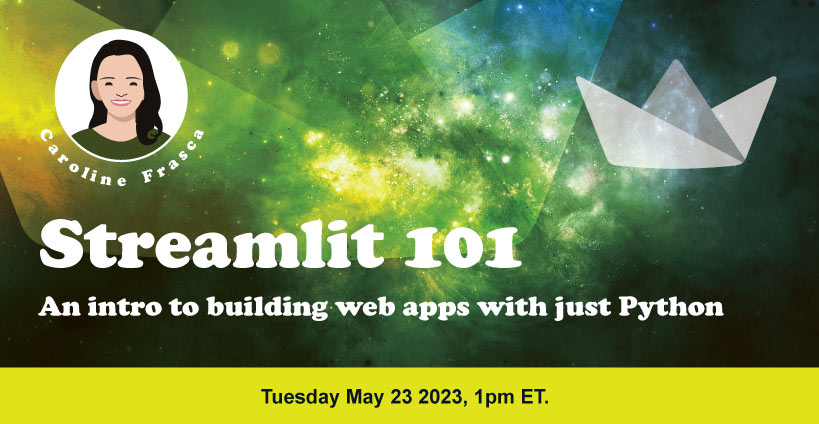 Caroline Frasca
Streamlit 101
An intro to building web apps with just Python
Tuesday May 23 2023, 1pm ET.